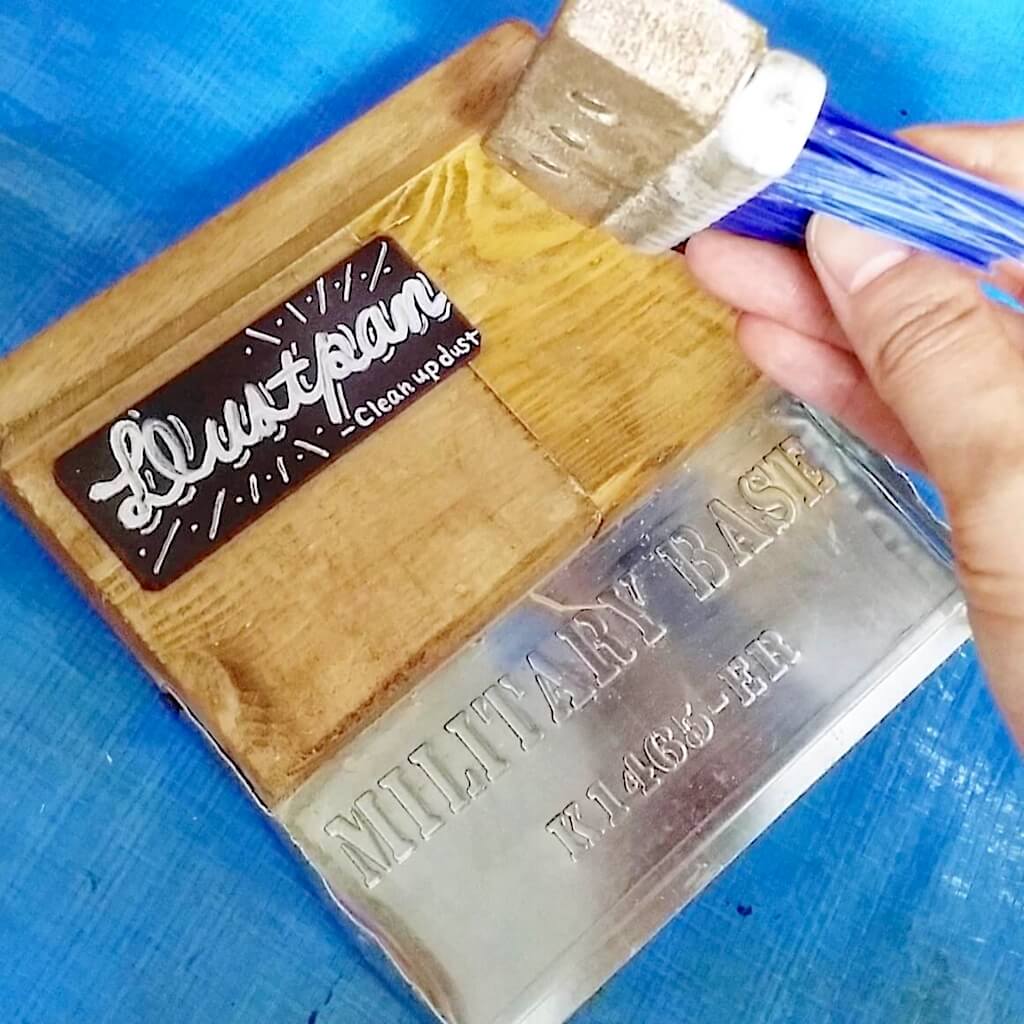 Dustpan
-Clean up dust
MILITARY BASE
K1465-ER